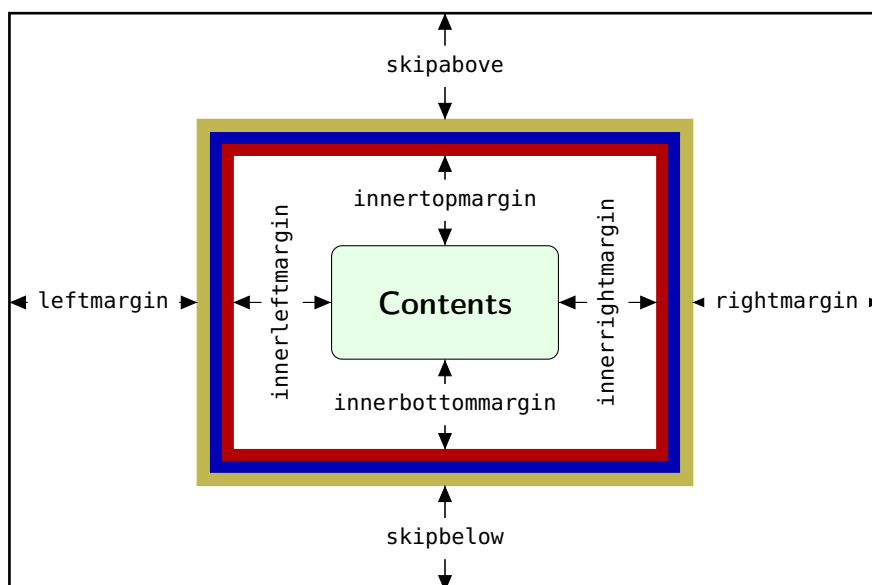 skipabove
innertopmargin
leftmargin
innerleftmargin
Contents
innerrightmargin
rightmargin
innerbottommargin
skipbelow